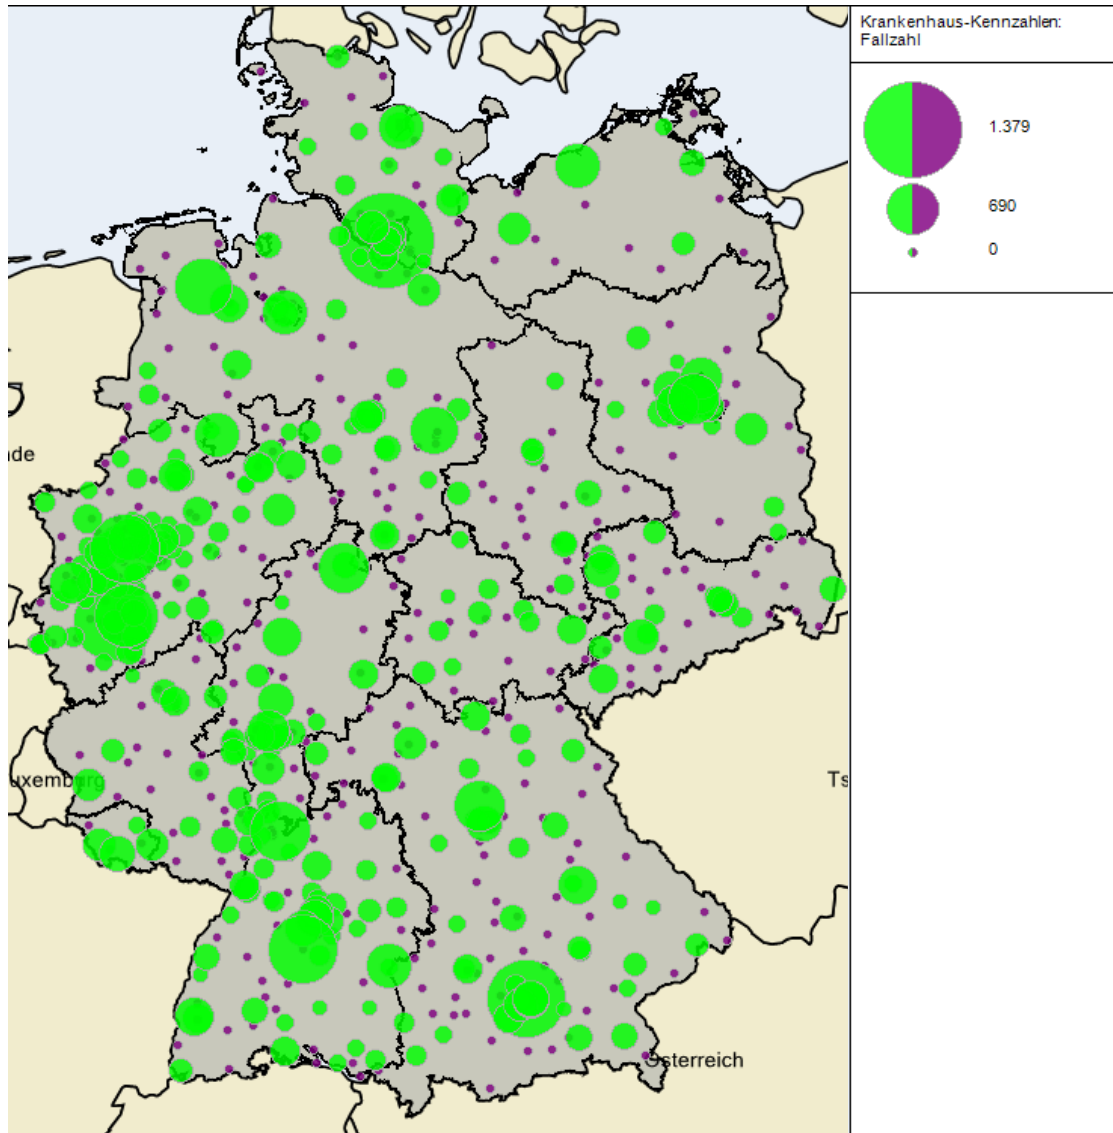 Krankenhaus-Kennzahlen:
Fallzahl
1.379
690
0
nde
uxemburg
Ts
Österreich